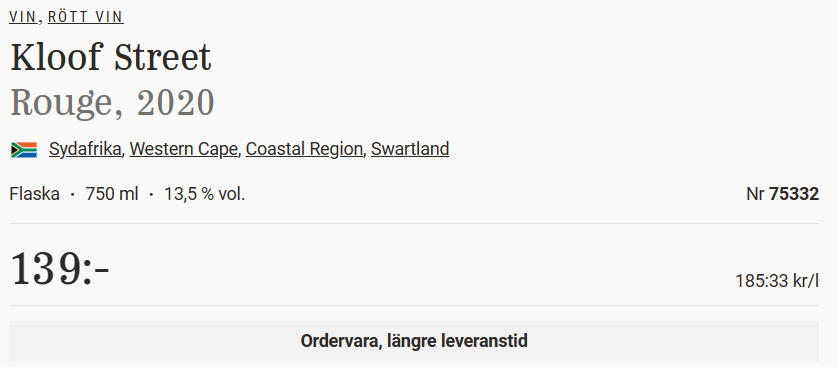 VIN, RÖTT VIN
Kloof Street
Rouge, 2020
Sydafrika, Western Cape, Coastal Region, Swartland
Flaska · 750 ml · 13,5 % vol. Nr 75332
139:- 185:33 kr/l
Ordervara, längre leveranstid